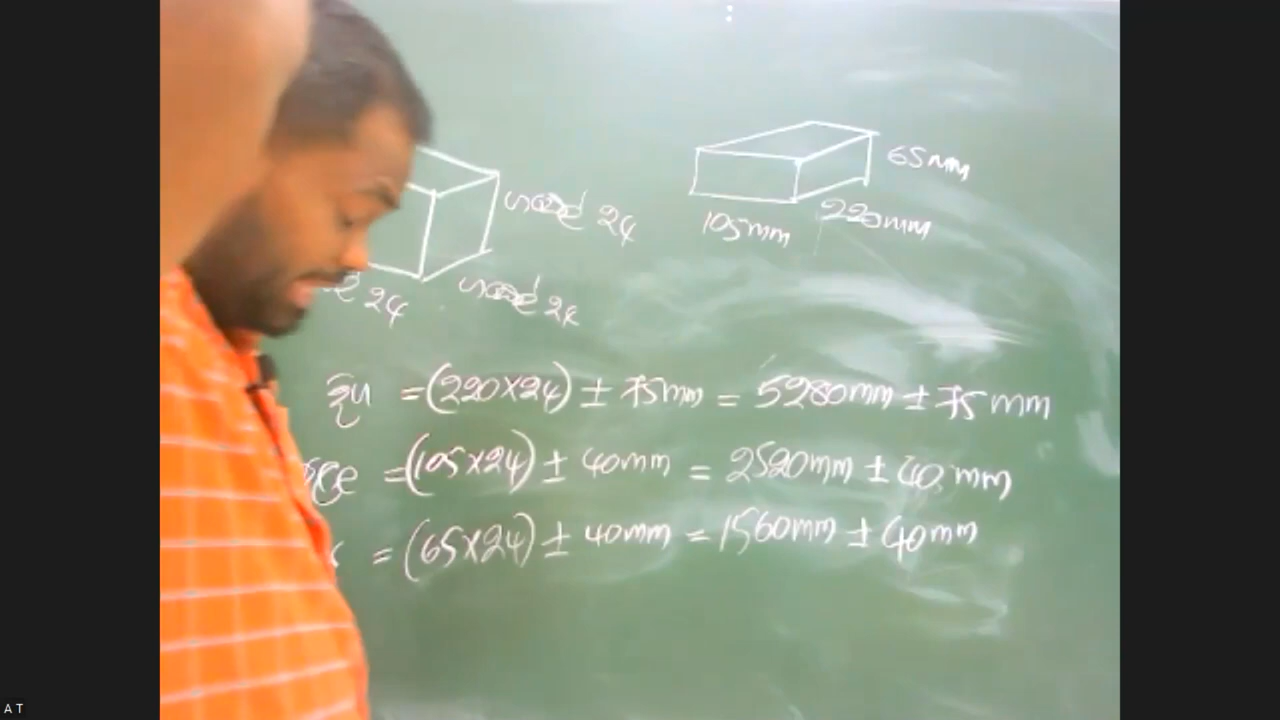 65mm
105mm 220mm
ගඩොල් 24
24 ගඩොල් 24
දිග = (220×24) ± 75mm = 5280mm ± 75mm
= (105×24) ± 40mm = 2520mm ± 40mm
= (65×24) ± 40mm = 1560mm ± 40mm
A T